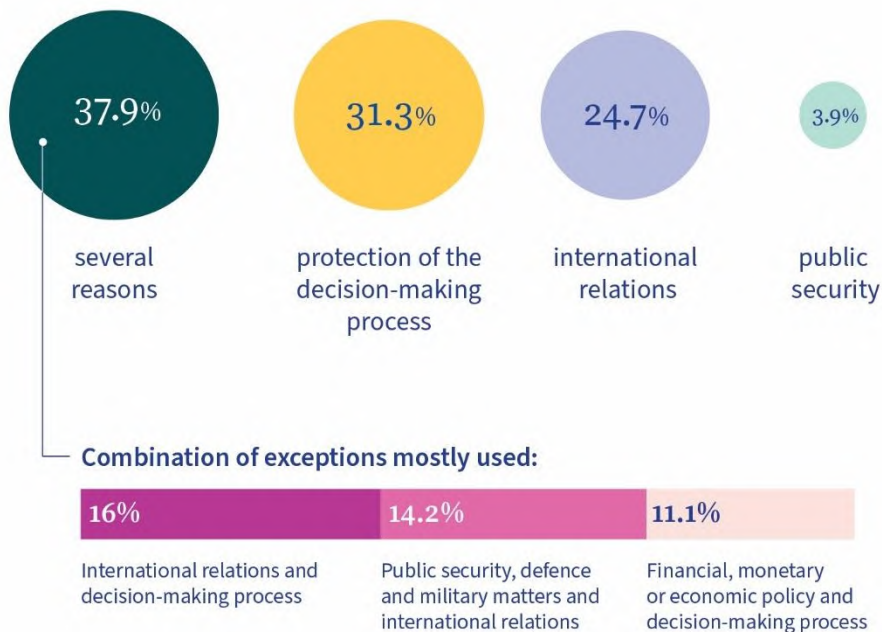 37.9%
31.3%
24.7%
3.9%
several
reasons
protection of the
decision-making
process
international
relations
public
security
Combination of exceptions mostly used:
16%
14.2%
11.1%
International relations and
decision-making process
Public security, defence
and military matters and
international relations
Financial, monetary
or economic policy and
decision-making process